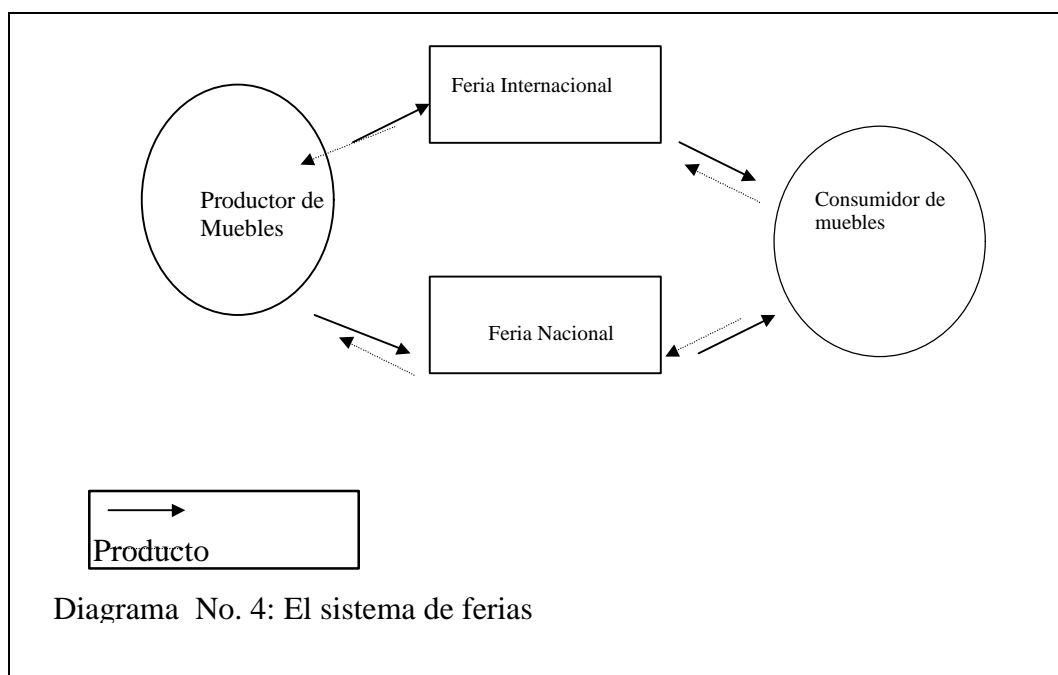 Feria Internacional
Productor de
Muebles
Consumidor de
muebles
Feria Nacional
Producto
Diagrama No. 4: El sistema de ferias